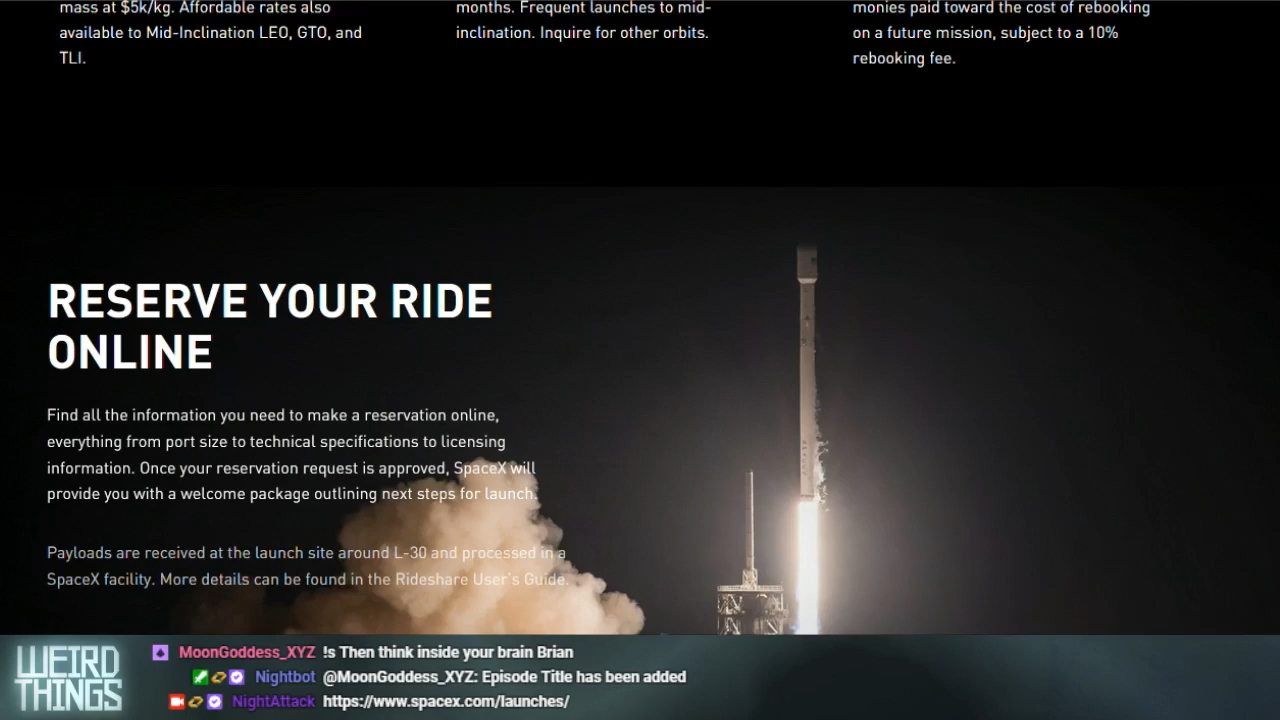 mass at $5k/kg. Affordable rates also
available to Mid-Inclination LEO, GTO, and
TLI.
months. Frequent launches to mid-
inclination. Inquire for other orbits.
monies paid toward the cost of rebooking
on a future mission, subject to a 10%
rebooking fee.
RESERVE YOUR RIDE
ONLINE
Find all the information you need to make a reservation online,
everything from port size to technical specifications to licensing
information. Once your reservation request is approved, SpaceX will
provide you with a welcome package outlining next steps for launch.
Payloads are received at the launch site around L-30 and processed in a
SpaceX facility. More details can be found in the Rideshare User's Guide.
WEIRD
THINGS
MoonGoddess_XYZ !s Then think inside your brain Brian
Nightbot @MoonGoddess_XYZ: Episode Title has been added
NightAttack https://www.spacex.com/launches/